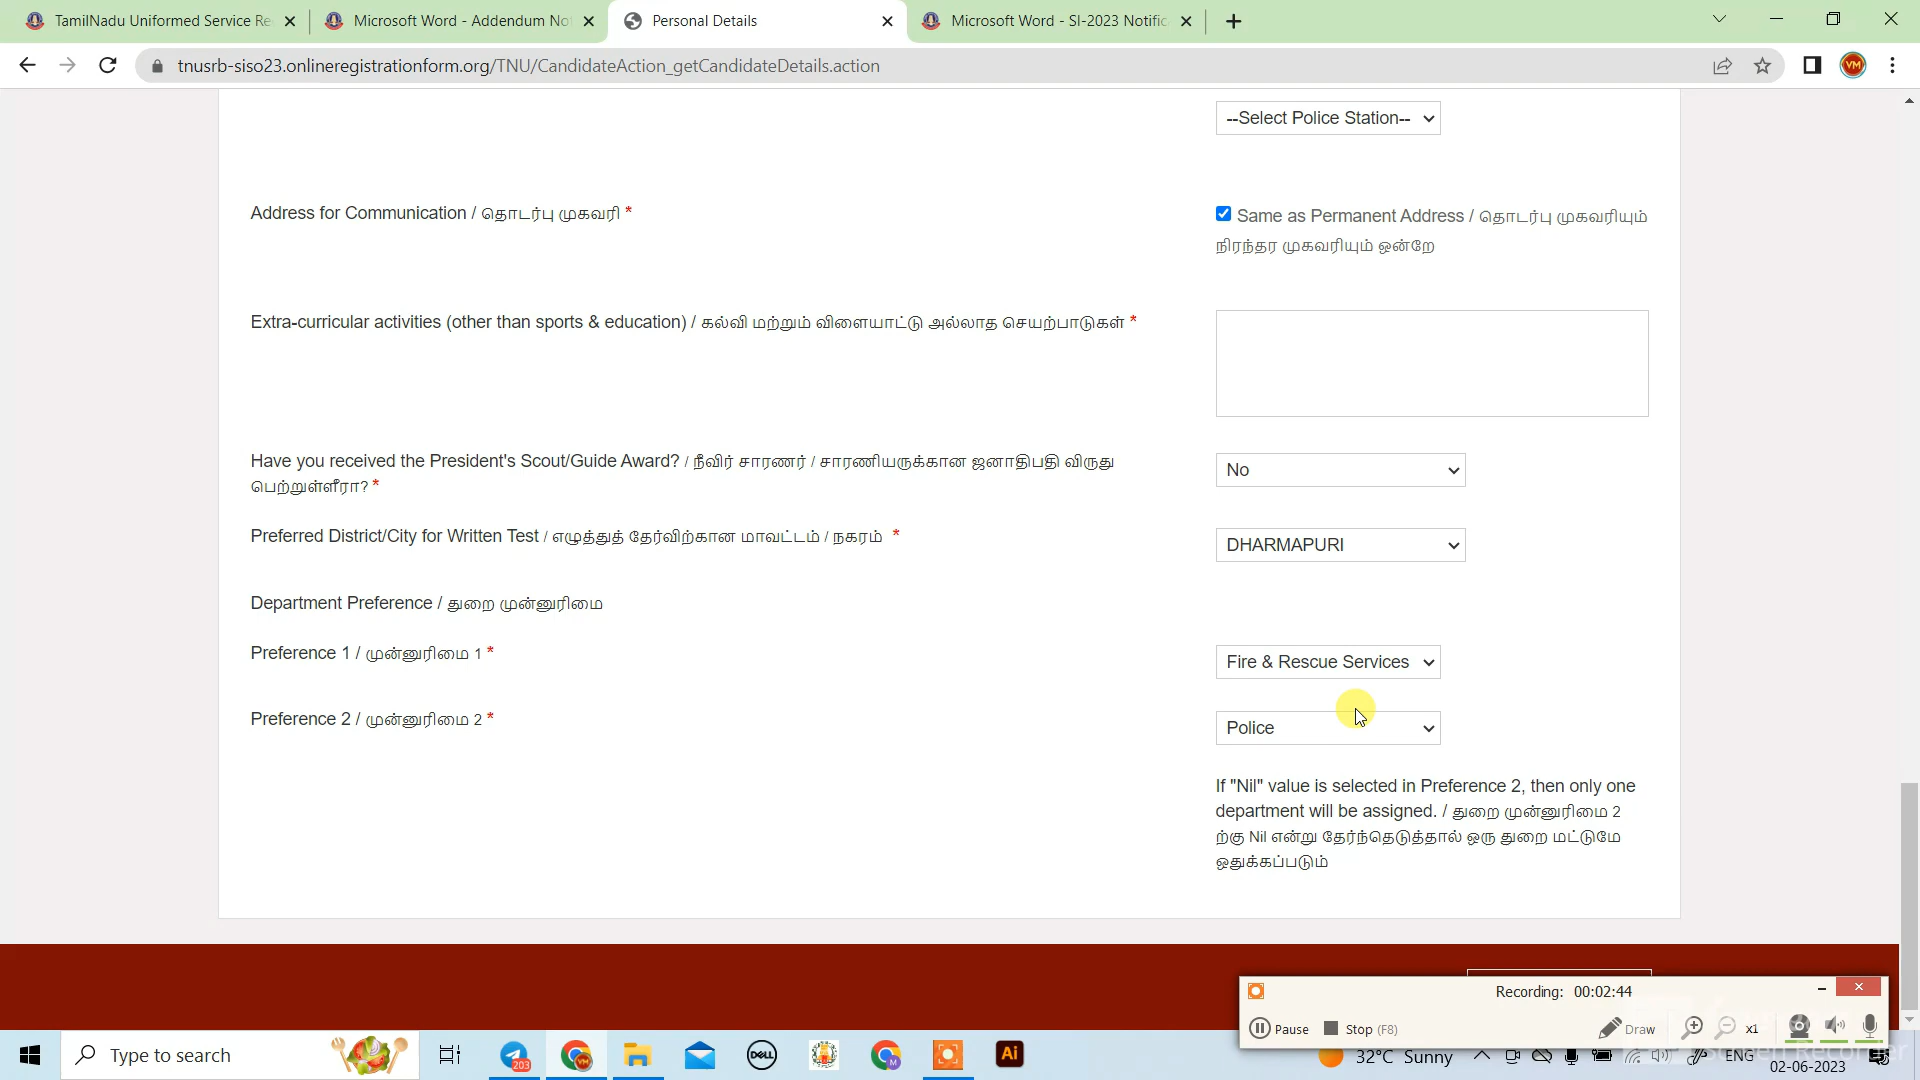 TamilNadu Uniformed Service Re
Microsoft Word - Addendum No
Personal Details
Microsoft Word - SI-2023 Notific
tnusrb-siso23.onlineregistrationform.org/TNU/CandidateAction_getCandidateDetails.action
VM
--Select Police Station--
Address for Communication / தொடர்பு முகவரி *
Same as Permanent Address / தொடர்பு முகவரியும்
நிரந்தர முகவரியும் ஒன்றே
Extra-curricular activities (other than sports & education) / கல்வி மற்றும் விளையாட்டு அல்லாத செயற்பாடுகள் *
Have you received the President's Scout/Guide Award? / நீவிர் சாரணர் / சாரணியருக்கான ஜனாதிபதி விருது
பெற்றுள்ளீரா? *
No
Preferred District/City for Written Test / எழுத்துத் தேர்விற்கான மாவட்டம் / நகரம் *
DHARMAPURI
Department Preference / துறை முன்னுரிமை
Preference 1 / முன்னுரிமை 1 *
Fire & Rescue Services
Preference 2 / முன்னுரிமை 2 *
Police
If "Nil" value is selected in Preference 2, then only one
department will be assigned. / துறை முன்னுரிமை 2
ற்கு Nil என்று தேர்ந்தெடுத்தால் ஒரு துறை மட்டுமே
ஒதுக்கப்படும்
Recording: 00:02:44
Pause
Stop (F8)
Draw
x1
Type to search
203
DELL
Ai
32°C Sunny
ENG
02-06-2023